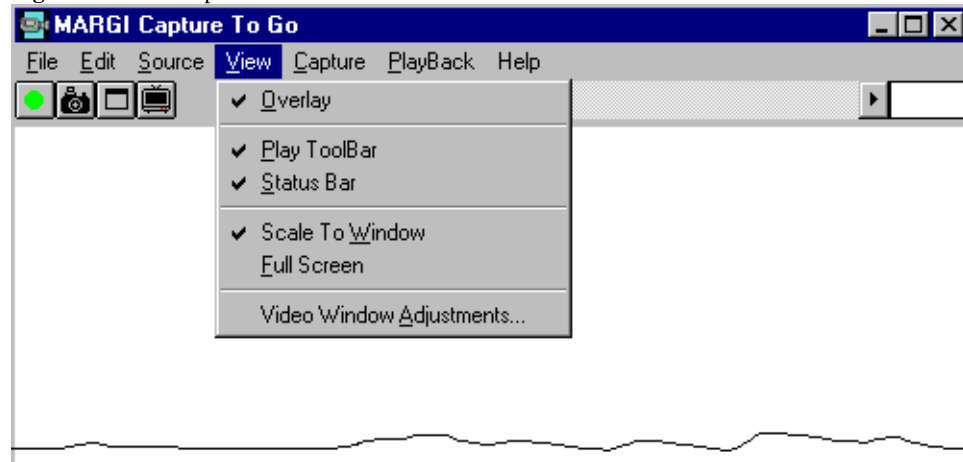 MARGI Capture To Go
File Edit Source View Capture PlayBack Help
Overlay
Play ToolBar
Status Bar
Scale To Window
Full Screen
Video Window Adjustments...